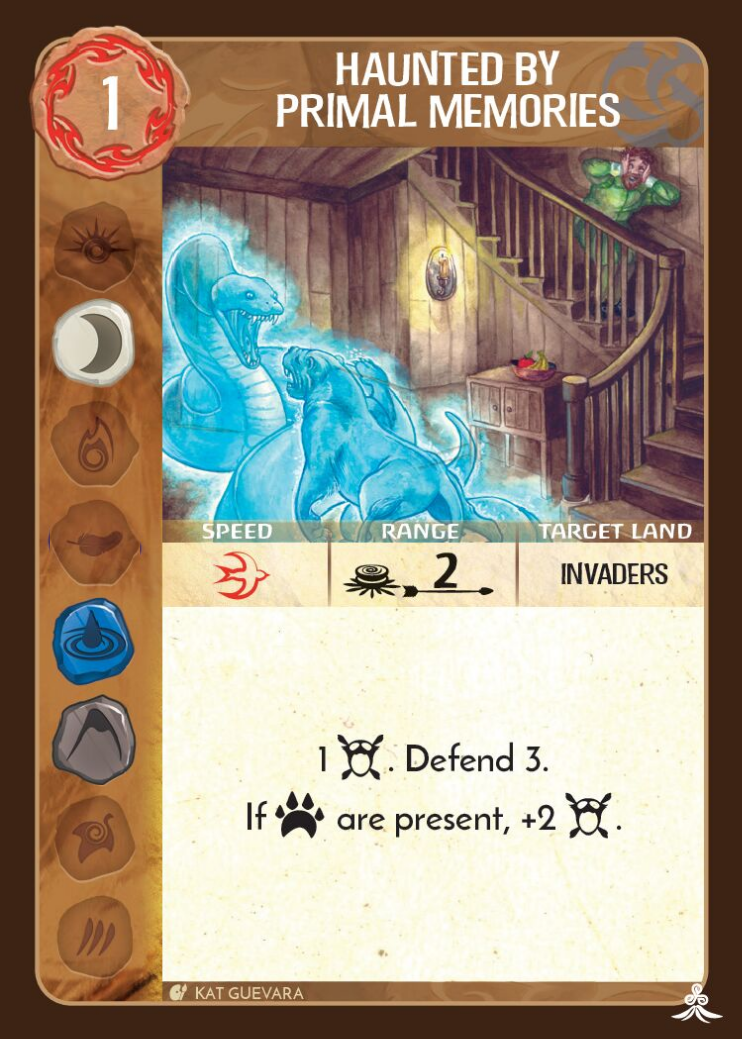 1
HAUNTED BY
PRIMAL MEMORIES
SPEED RANGE TARGET LAND
2 INVADERS
1 . Defend 3.
If are present, +2 .
KAT GUEVARA